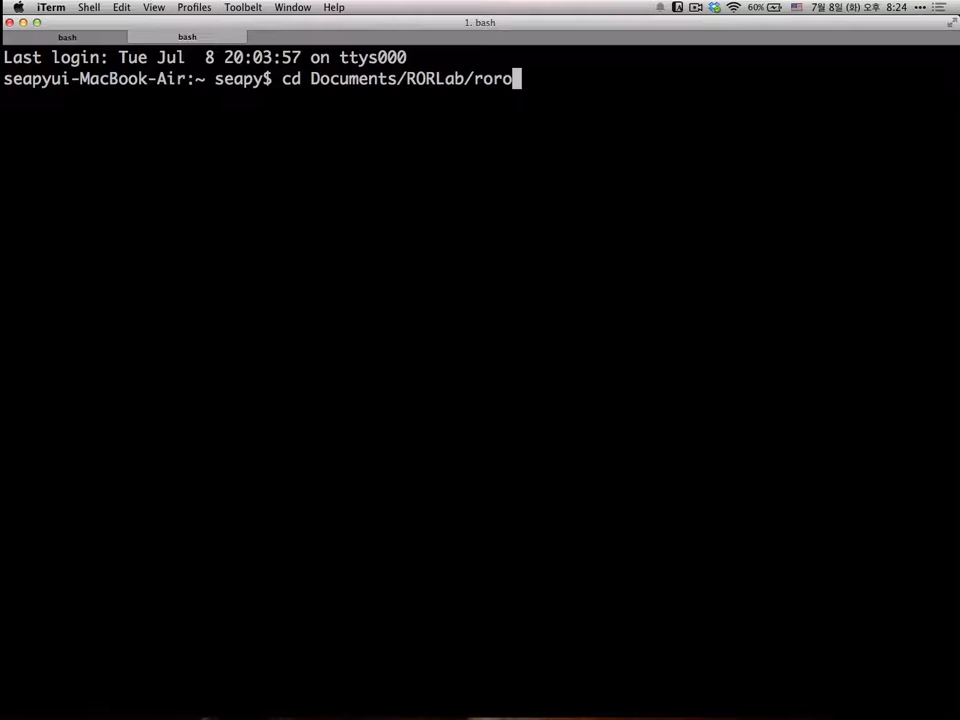 iTerm Shell Edit View Profiles Toolbelt Window Help 60% 7월 8일 (화) 오후 8:24
1. bash
bash bash
Last login: Tue Jul  8 20:03:57 on ttys000
seapyui-MacBook-Air:~ seapy$ cd Documents/RORLab/roro